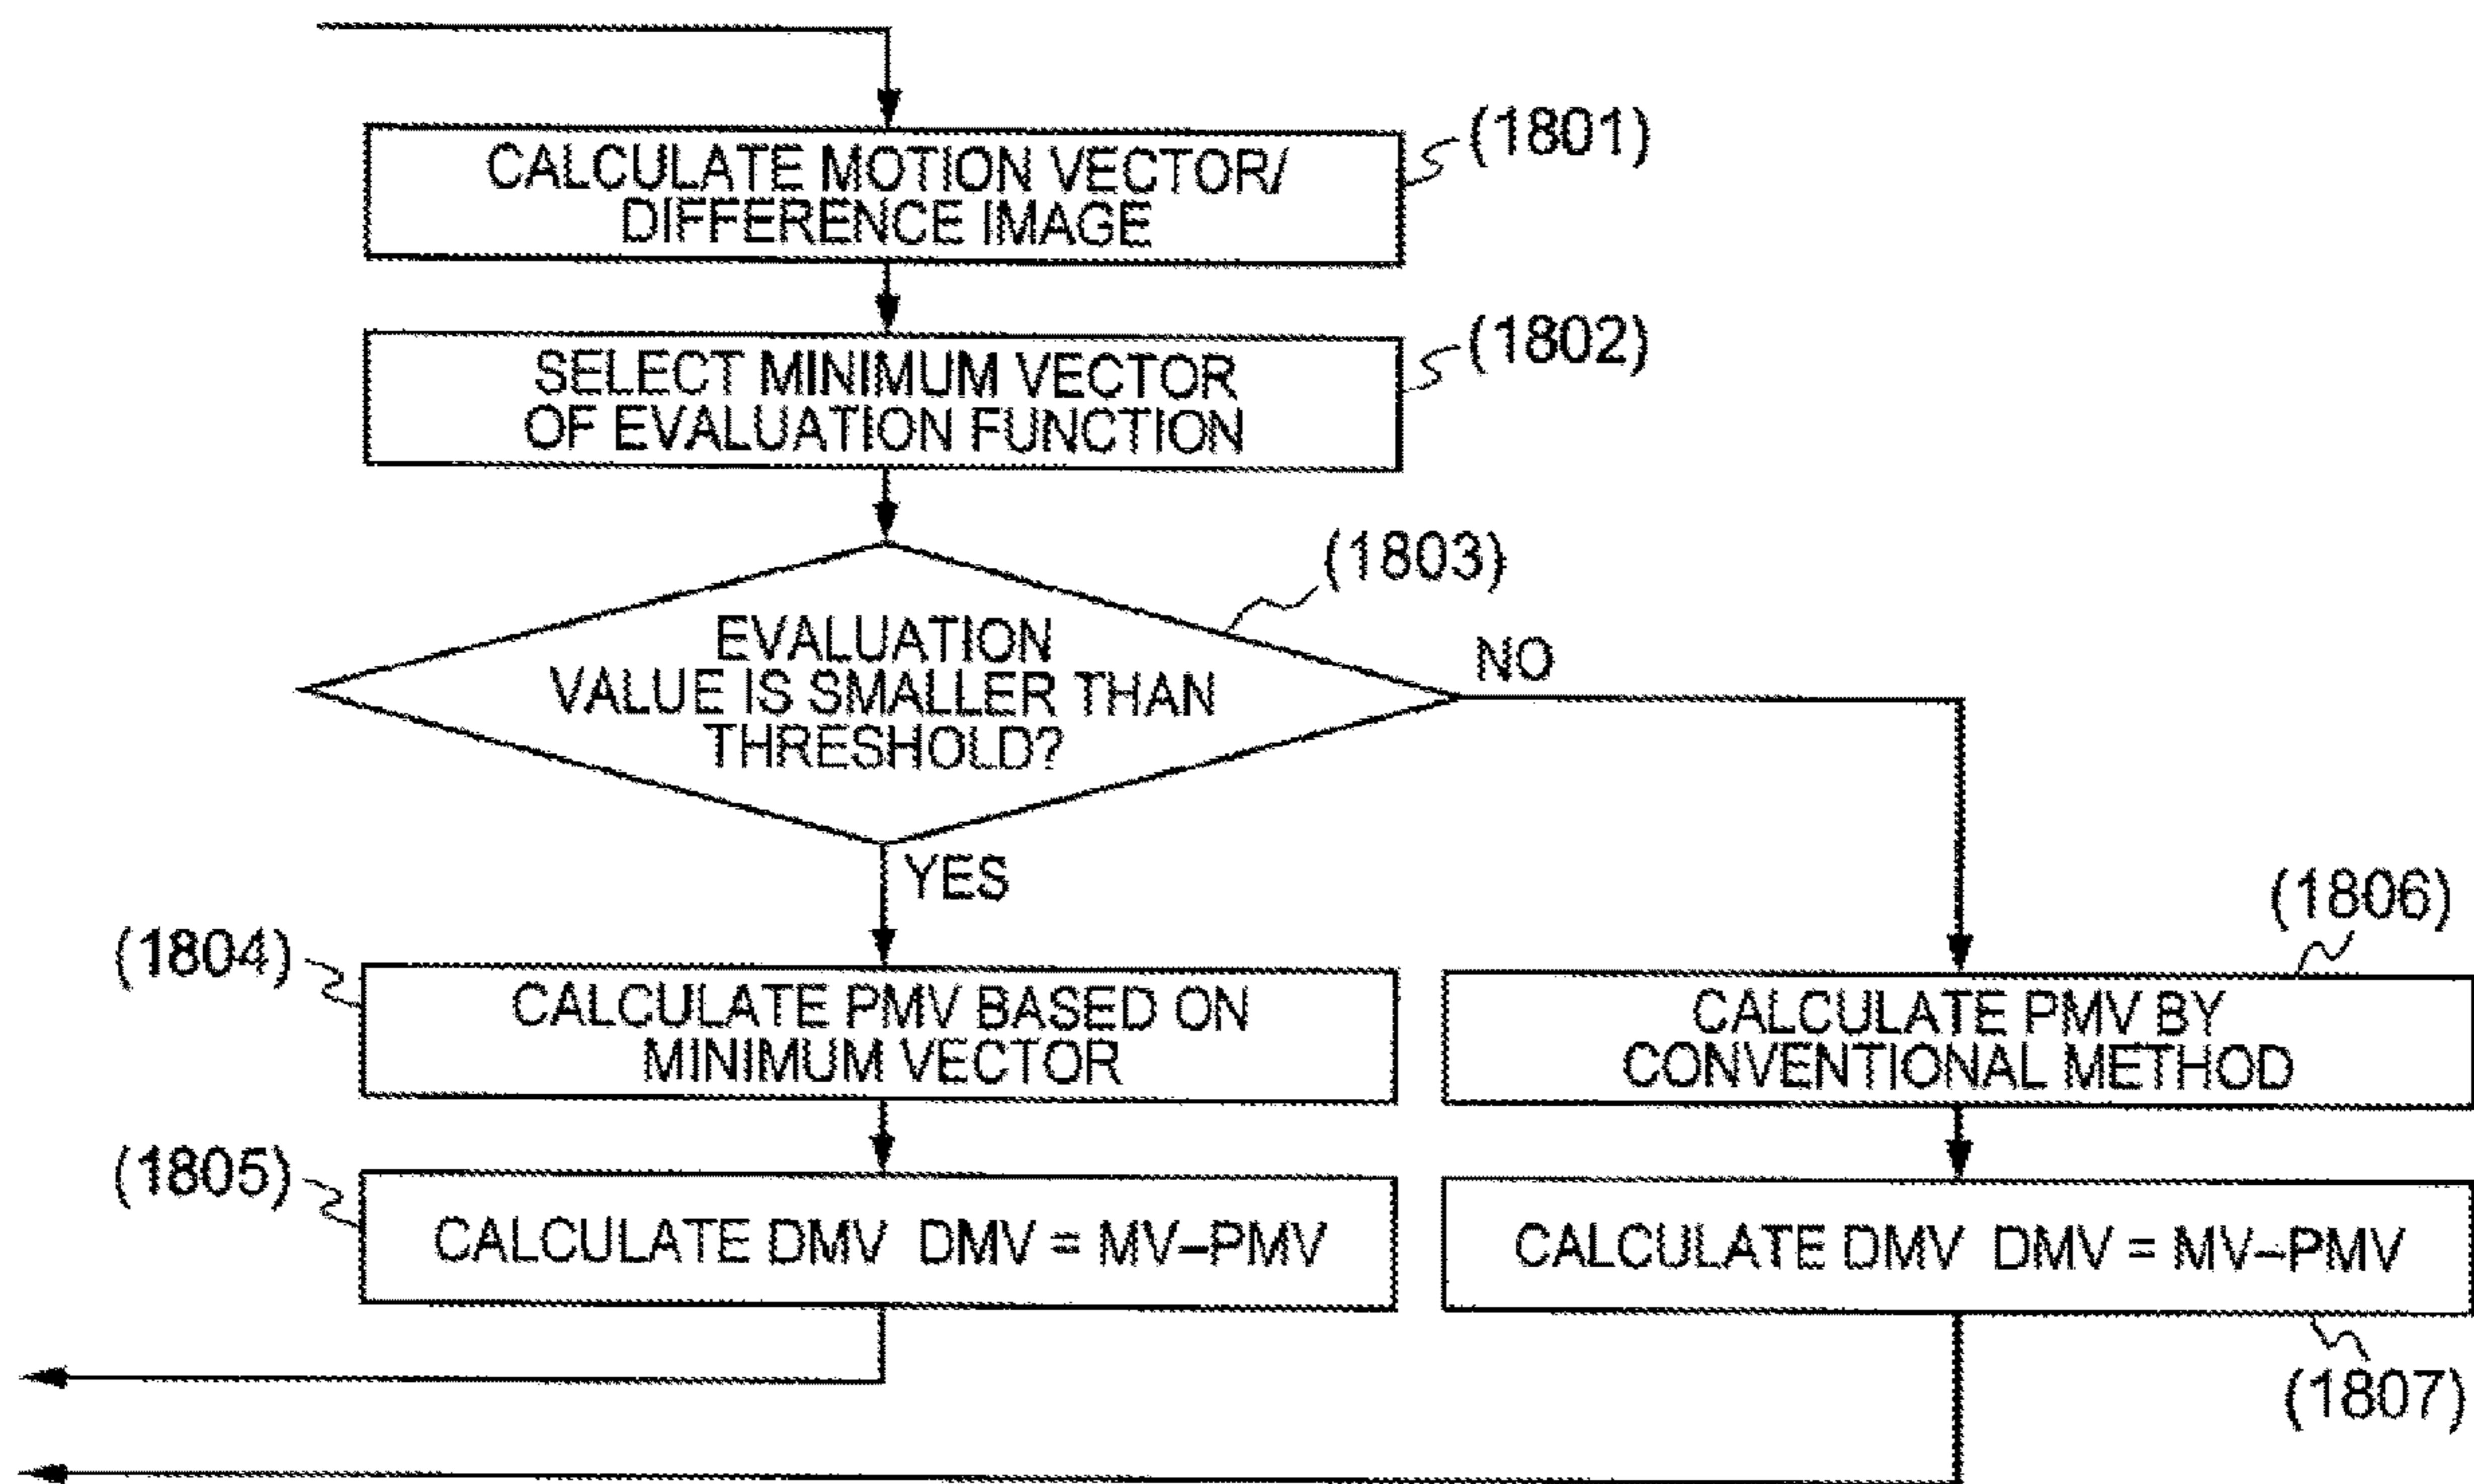 CALCULATE MOTION VECTOR/
DIFFERENCE IMAGE
(1801)
SELECT MINIMUM VECTOR
OF EVALUATION FUNCTION
(1802)
(1803)
EVALUATION
VALUE IS SMALLER THAN
THRESHOLD?
NO
YES
(1804)
CALCULATE PMV BASED ON
MINIMUM VECTOR
(1806)
CALCULATE PMV BY
CONVENTIONAL METHOD
(1805)
CALCULATE DMV DMV = MV–PMV
CALCULATE DMV DMV = MV–PMV
(1807)